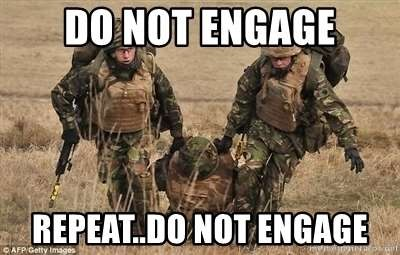 DO NOT ENGAGE
REPEAT..DO NOT ENGAGE
© AFP/Getty Images